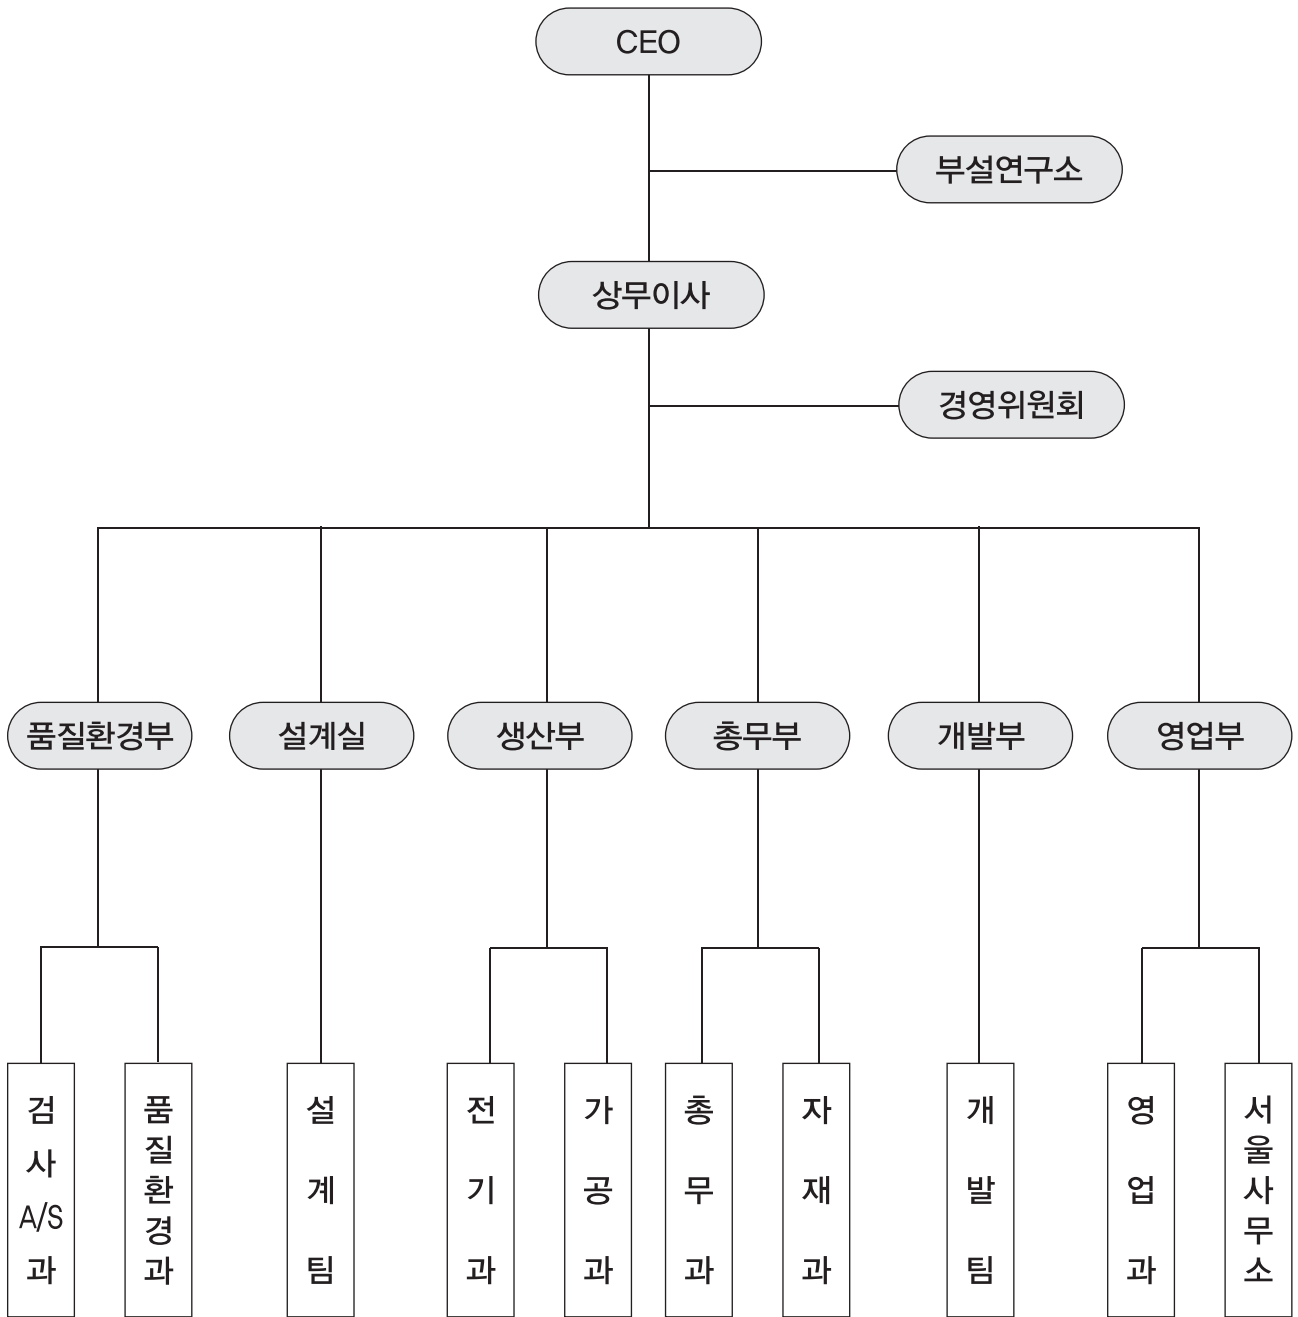 CEO
부설연구소
상무이사
경영위원회
품질환경부
설계실
생산부
총무부
개발부
영업부
검사A/S과
품질환경과
설계팀
전기과
가공과
총무과
자재과
개발팀
영업과
서울사무소